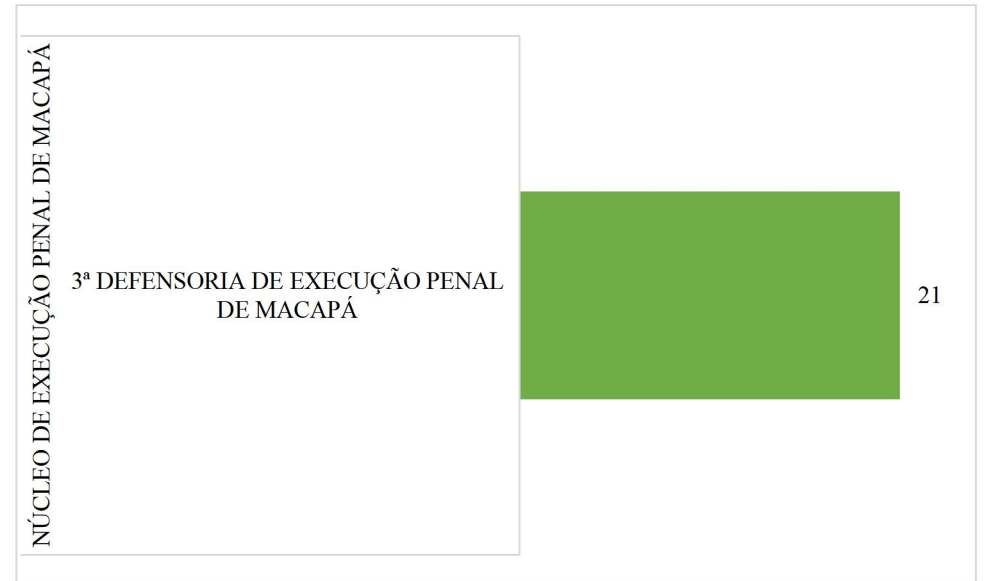 NÚCLEO DE EXECUÇÃO PENAL DE MACAPÁ
3ª DEFENSORIA DE EXECUÇÃO PENAL
DE MACAPÁ
21